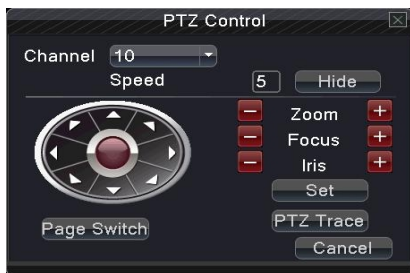 PTZ Control
Channel 10
Speed 5 Hide
Zoom
Focus
Iris
Set
Page Switch PTZ Trace
Cancel